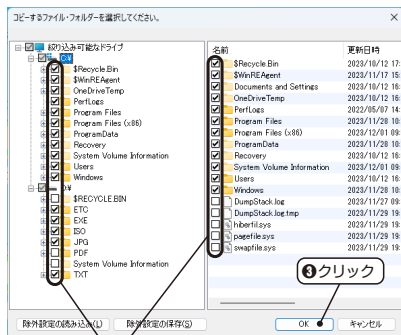 コピーするファイル・フォルダーを選択してください。
絞り込み可能なドライブ
C:¥
$Recycle.Bin
$WinREAgent
OneDriveTemp
PerfLogs
Program Files
Program Files (x86)
ProgramData
Recovery
System Volume Information
Users
Windows
D:¥
$RECYCLE.BIN
ETC
EXE
ISO
JPG
PDF
System Volume Information
TXT
名前 更新日時
$Recycle.Bin 2023/10/12 17:
$WinREAgent 2023/11/17 15:
Documents and Settings 2023/10/12 16:
OneDriveTemp 2023/10/12 16:
PerfLogs 2022/05/07 14:
Program Files 2023/11/28 10:
Program Files (x86) 2023/12/01 09:
ProgramData 2023/11/28 10:
Recovery 2023/10/12 16:
System Volume Information 2023/12/01 09:
Users 2023/10/12 16:
Windows 2023/11/28 10:
DumpStack.log 2023/11/27 09:
DumpStack.log.tmp 2023/11/29 19:
hiberfil.sys 2023/11/29 19:
pagefile.sys 2023/11/29 19:
swapfile.sys 2023/11/29 19:
❸クリック
除外設定の読み込み(L) 除外設定の保存(S) OK キャンセル